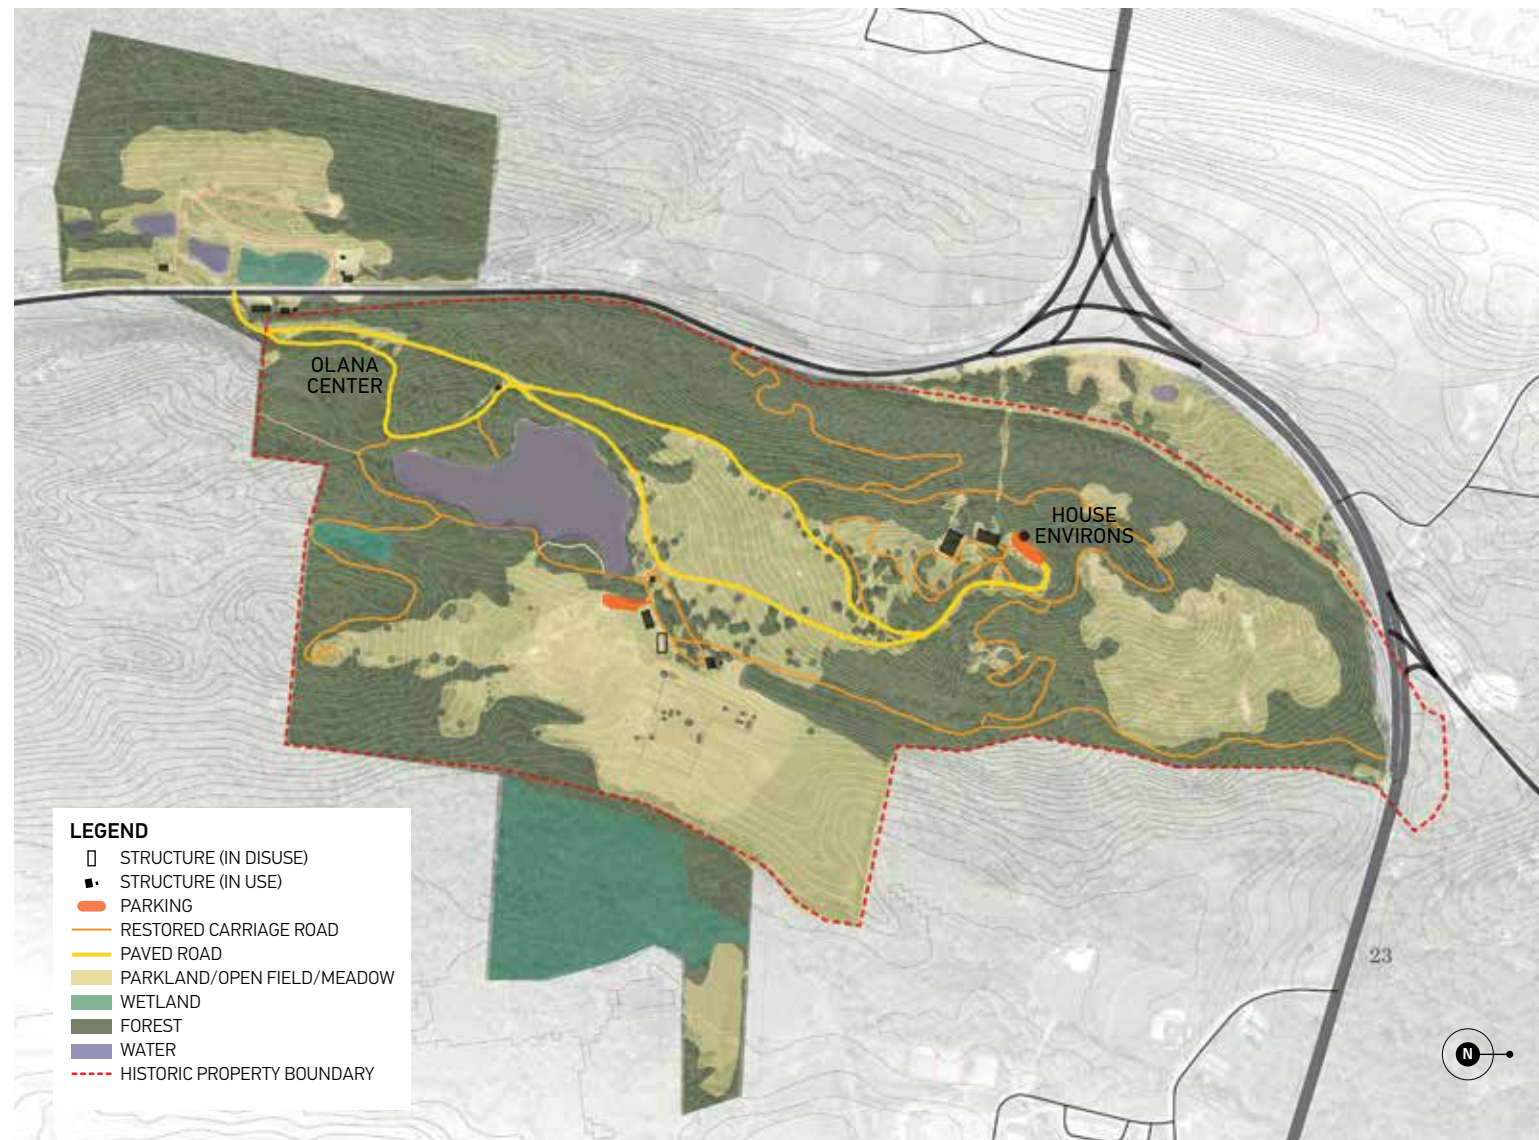 OLANA
CENTER
HOUSE
ENVIRONS
LEGEND
STRUCTURE (IN DISUSE)
STRUCTURE (IN USE)
PARKING
RESTORED CARRIAGE ROAD
PAVED ROAD
PARKLAND/OPEN FIELD/MEADOW
WETLAND
FOREST
WATER
HISTORIC PROPERTY BOUNDARY
23
N